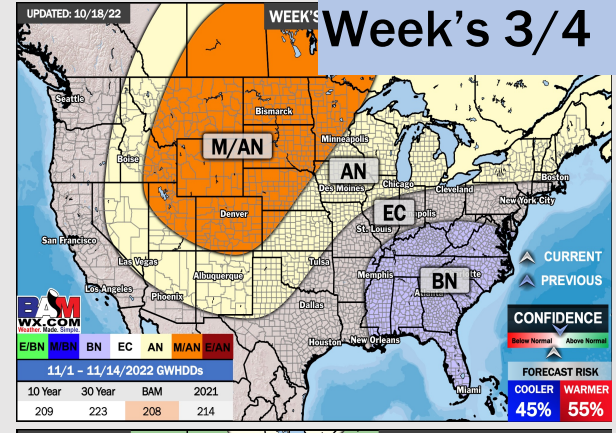 UPDATED: 10/18/22
WEEK'S
Week's 3/4
Seattle
Bismarck
M/AN
Minneapolis
Boise
AN
Des Moines
Chicago
Cleveland
Boston
New York City
Denver
EC
St. Louis
San Francisco
Las Vegas
Albuquerque
Tulsa
Memphis
BN
Los Angeles
Phoenix
Dallas
Houston
New Orleans
Miami
CURRENT
PREVIOUS
BAM
WX.COM
Weather. Made. Simple.
E/BN M/BN BN EC AN M/AN E/AN
11/1 – 11/14/2022 GWHDDs
10 Year 30 Year BAM 2021
209 223 208 214
CONFIDENCE
Below Normal Above Normal
FORECAST RISK
COOLER WARMER
45% 55%